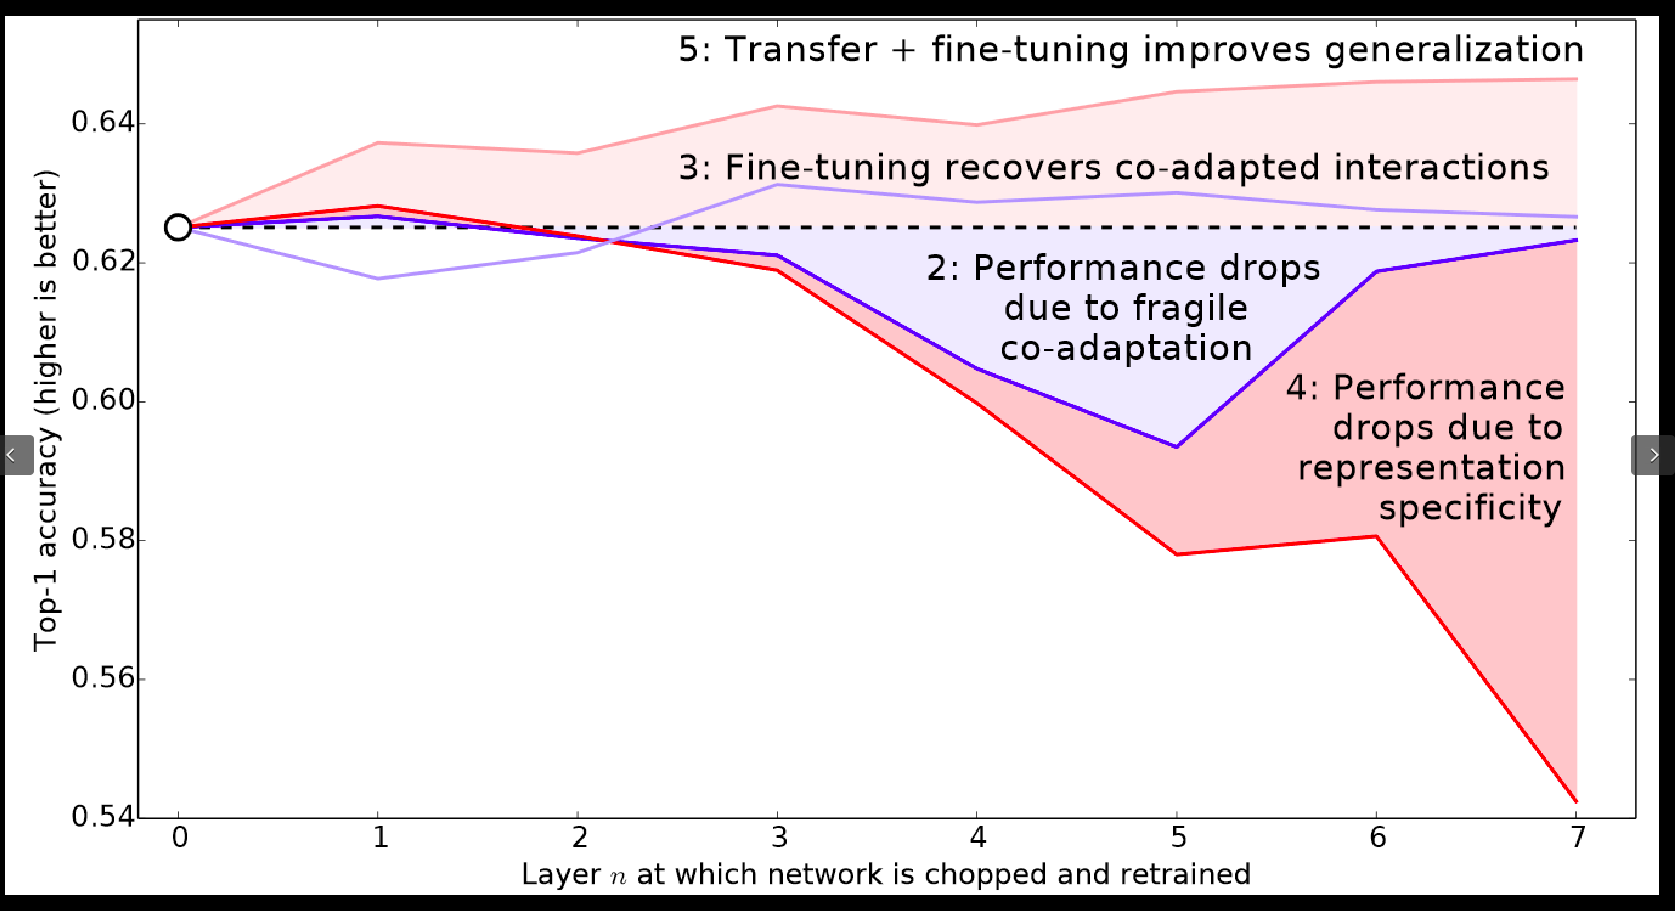 5: Transfer + fine-tuning improves generalization
3: Fine-tuning recovers co-adapted interactions
2: Performance drops
due to fragile
co-adaptation
4: Performance
drops due to
representation
specificity
Top-1 accuracy (higher is better)
0.64
0.62
0.60
0.58
0.56
0.54
0 1 2 3 4 5 6 7
Layer n at which network is chopped and retrained